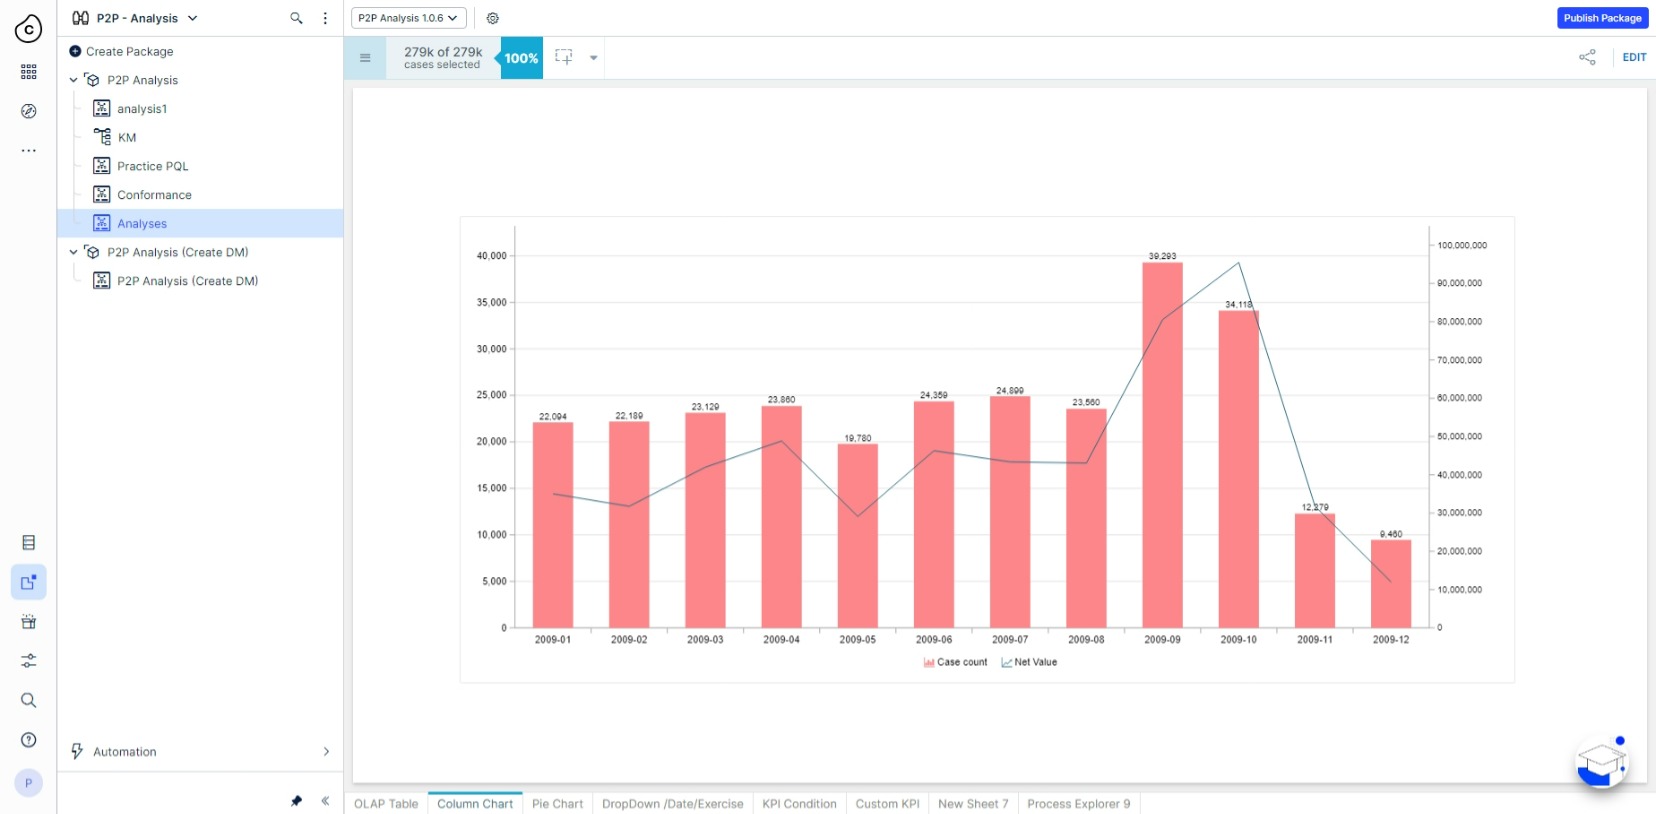 P2P - Analysis
P2P Analysis 1.0.6
Publish Package
Create Package
P2P Analysis
analysis1
KM
Practice PQL
Conformance
Analyses
P2P Analysis (Create DM)
P2P Analysis (Create DM)
Automation
P
279k of 279k
cases selected
100%
EDIT
40,000
35,000
30,000
25,000
20,000
15,000
10,000
5,000
0
22,094
22,189
23,129
23,860
19,780
24,359
24,899
23,560
39,293
34,118
12,279
9,460
100,000,000
90,000,000
80,000,000
70,000,000
60,000,000
50,000,000
40,000,000
30,000,000
20,000,000
10,000,000
0
2009-01 2009-02 2009-03 2009-04 2009-05 2009-06 2009-07 2009-08 2009-09 2009-10 2009-11 2009-12
Case count Net Value
OLAP Table Column Chart Pie Chart DropDown /Date/Exercise KPI Condition Custom KPI New Sheet 7 Process Explorer 9